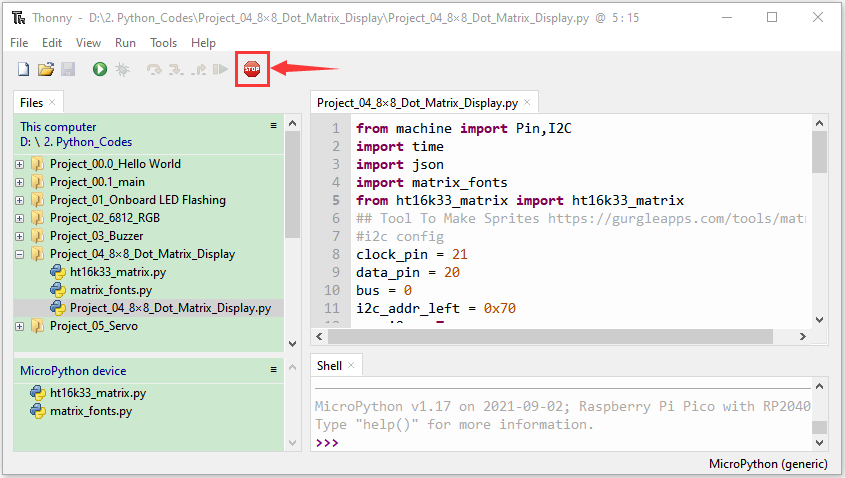 Thonny - D:\2. Python_Codes\Project_04_8×8_Dot_Matrix_Display\Project_04_8×8_Dot_Matrix_Display.py @ 5 : 15
File Edit View Run Tools Help
STOP
Files
This computer
D: \ 2. Python_Codes
Project_00.0_Hello World
Project_00.1_main
Project_01_Onboard LED Flashing
Project_02_6812_RGB
Project_03_Buzzer
Project_04_8×8_Dot_Matrix_Display
ht16k33_matrix.py
matrix_fonts.py
Project_04_8×8_Dot_Matrix_Display.py
Project_05_Servo
MicroPython device
ht16k33_matrix.py
matrix_fonts.py
Project_04_8×8_Dot_Matrix_Display.py
1 from machine import Pin,I2C
2 import time
3 import json
4 import matrix_fonts
5 from ht16k33_matrix import ht16k33_matrix
6 ## Tool To Make Sprites https://gurgleapps.com/tools/mat
7 #i2c config
8 clock_pin = 21
9 data_pin = 20
10 bus = 0
11 i2c_addr_left = 0x70
Shell
MicroPython v1.17 on 2021-09-02; Raspberry Pi Pico with RP2040
Type "help()" for more information.
>>>
MicroPython (generic)